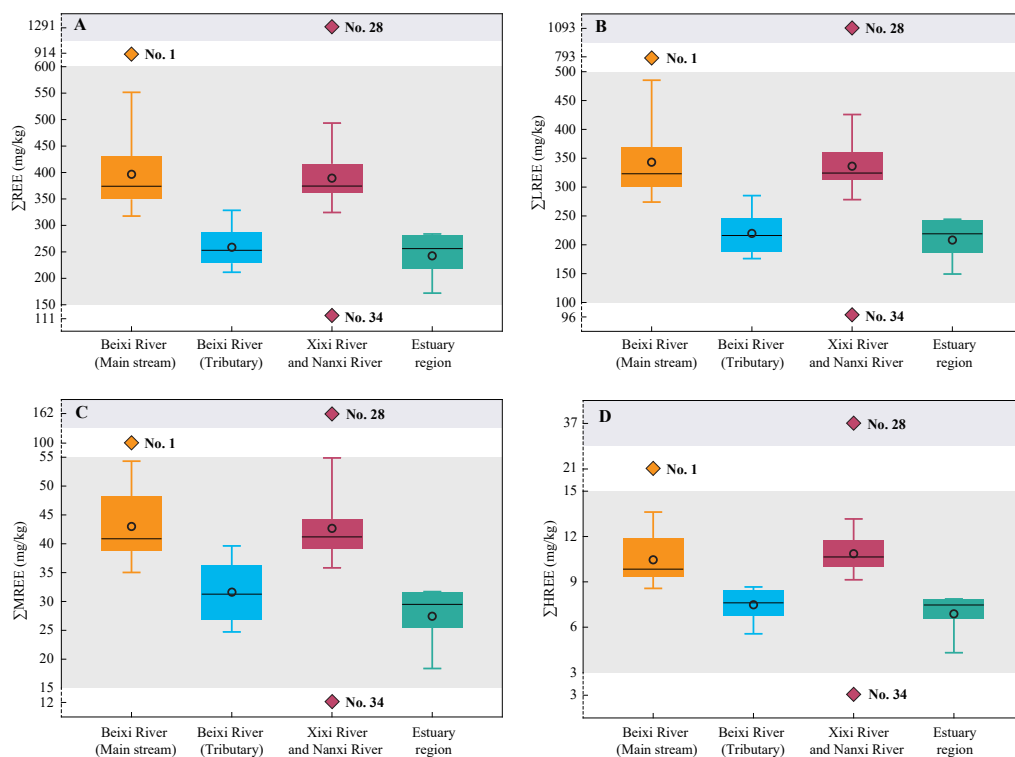 A
1291
No. 28
914
No. 1
600
550
500
450
400
350
300
250
200
150
111
No. 34
∑REE (mg/kg)
Beixi River
(Main stream)
Beixi River
(Tributary)
Xixi River
and Nanxi River
Estuary
region
B
1093
No. 28
793
No. 1
500
450
400
350
300
250
200
150
100
96
No. 34
∑LREE (mg/kg)
Beixi River
(Main stream)
Beixi River
(Tributary)
Xixi River
and Nanxi River
Estuary
region
C
162
No. 28
100
No. 1
55
50
45
40
35
30
25
20
15
12
No. 34
∑MREE (mg/kg)
Beixi River
(Main stream)
Beixi River
(Tributary)
Xixi River
and Nanxi River
Estuary
region
D
37
No. 28
21
No. 1
15
12
9
6
3
3
No. 34
∑HREE (mg/kg)
Beixi River
(Main stream)
Beixi River
(Tributary)
Xixi River
and Nanxi River
Estuary
region